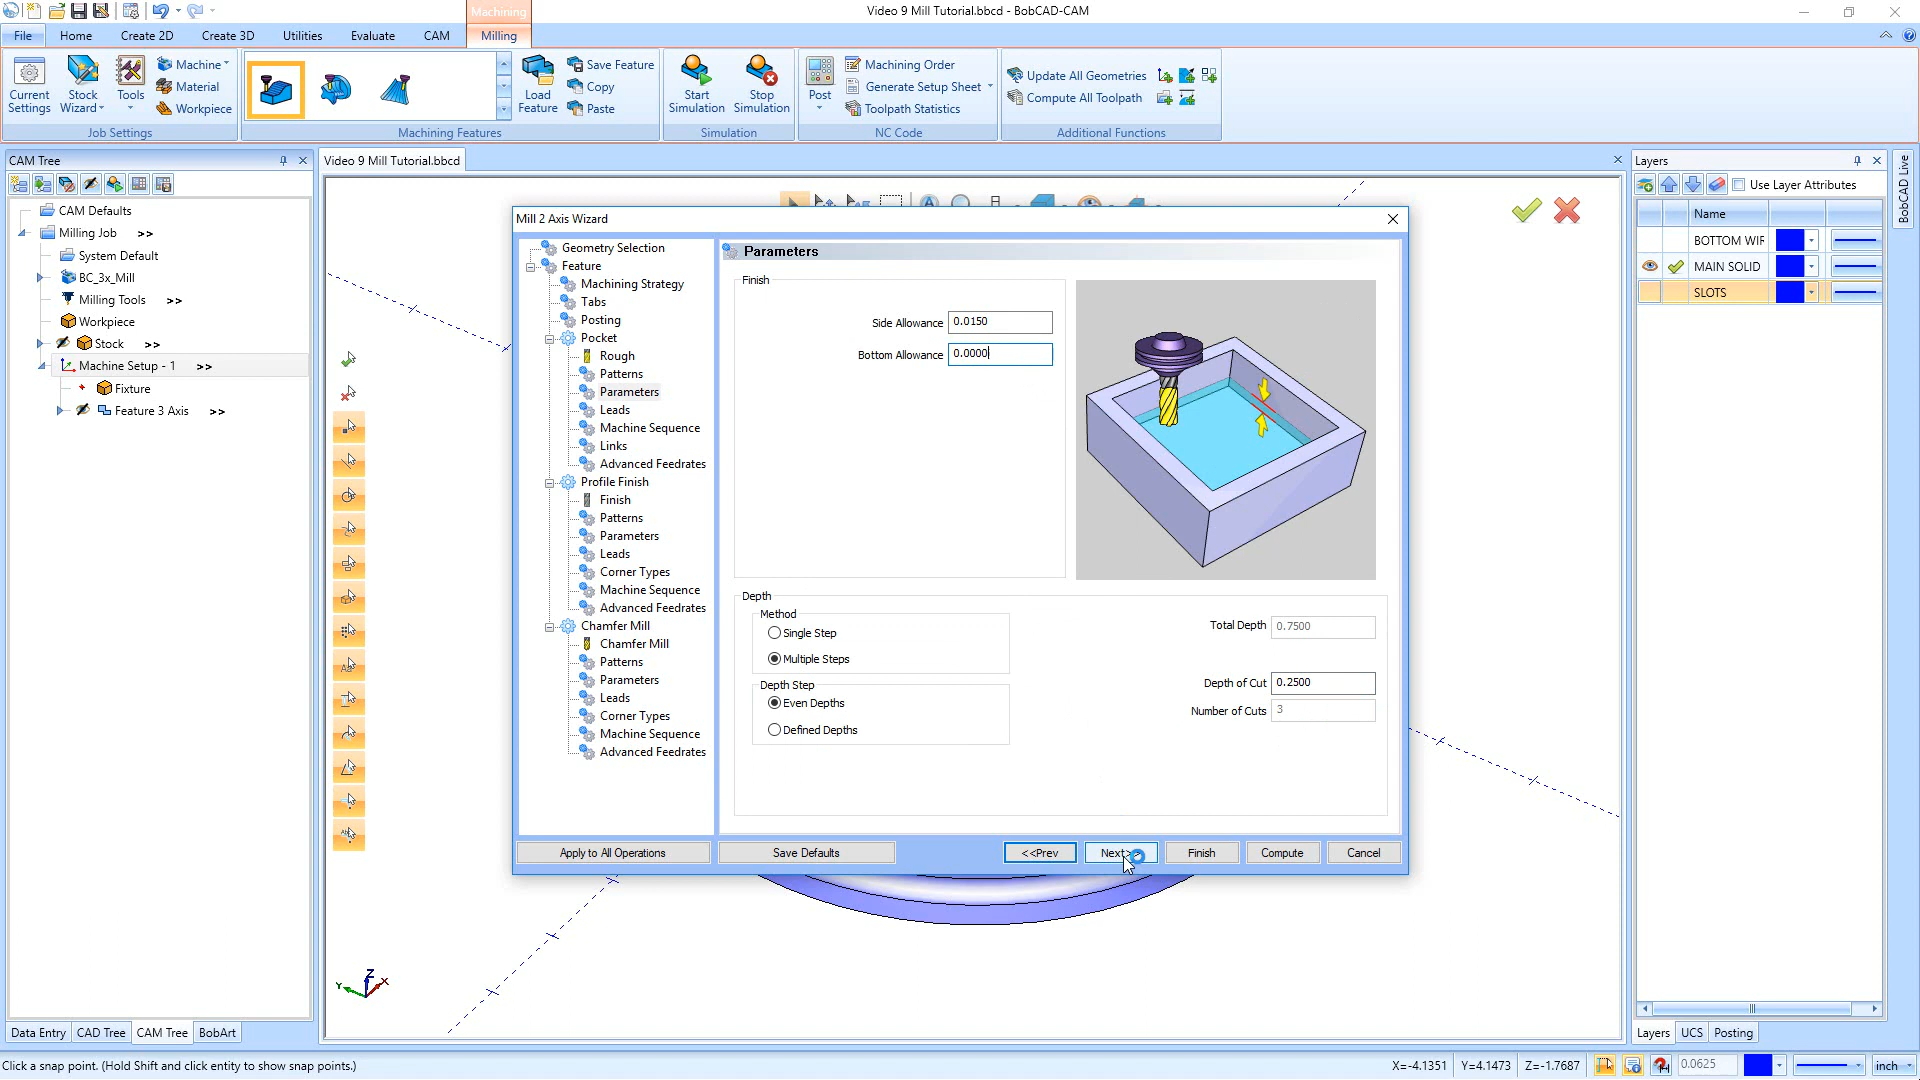 Machining
Video 9 Mill Tutorial.bbcd - BobCAD-CAM
File Home Create 2D Create 3D Utilities Evaluate CAM Milling
Current Settings
Stock Wizard
Tools
Machine
Material
Workpiece
Job Settings
Load Feature
Save Feature
Copy
Paste
Machining Features
Start Simulation
Stop Simulation
Simulation
Post
Machining Order
Generate Setup Sheet
Toolpath Statistics
NC Code
Update All Geometries
Compute All Toolpath
Additional Functions
CAM Tree
CAM Defaults
Milling Job >>
System Default
BC_3x_Mill
Milling Tools >>
Workpiece
Stock >>
Machine Setup - 1 >>
Fixture
Feature 3 Axis >>
Data Entry CAD Tree CAM Tree BobArt
Video 9 Mill Tutorial.bbcd
Mill 2 Axis Wizard
Geometry Selection
Feature
Machining Strategy
Tabs
Posting
Pocket
Rough
Patterns
Parameters
Leads
Machine Sequence
Links
Advanced Feedrates
Profile Finish
Finish
Patterns
Parameters
Leads
Corner Types
Machine Sequence
Advanced Feedrates
Chamfer Mill
Chamfer Mill
Patterns
Parameters
Leads
Corner Types
Machine Sequence
Advanced Feedrates
Parameters
Finish
Side Allowance 0.0150
Bottom Allowance 0.0000
Depth
Method
Single Step
Multiple Steps
Depth Step
Even Depths
Defined Depths
Total Depth 0.7500
Depth of Cut 0.2500
Number of Cuts 3
Apply to All Operations
Save Defaults
<<Prev
Next>>
Finish
Compute
Cancel
Z
Y
X
Layers
Use Layer Attributes
Name
BOTTOM WIF
MAIN SOLID
SLOTS
Layers UCS Posting
BobCAD Live
Click a snap point. (Hold Shift and click entity to show snap points.)
X=-4.1351 Y=4.1473 Z=-1.7687
0.0625
inch